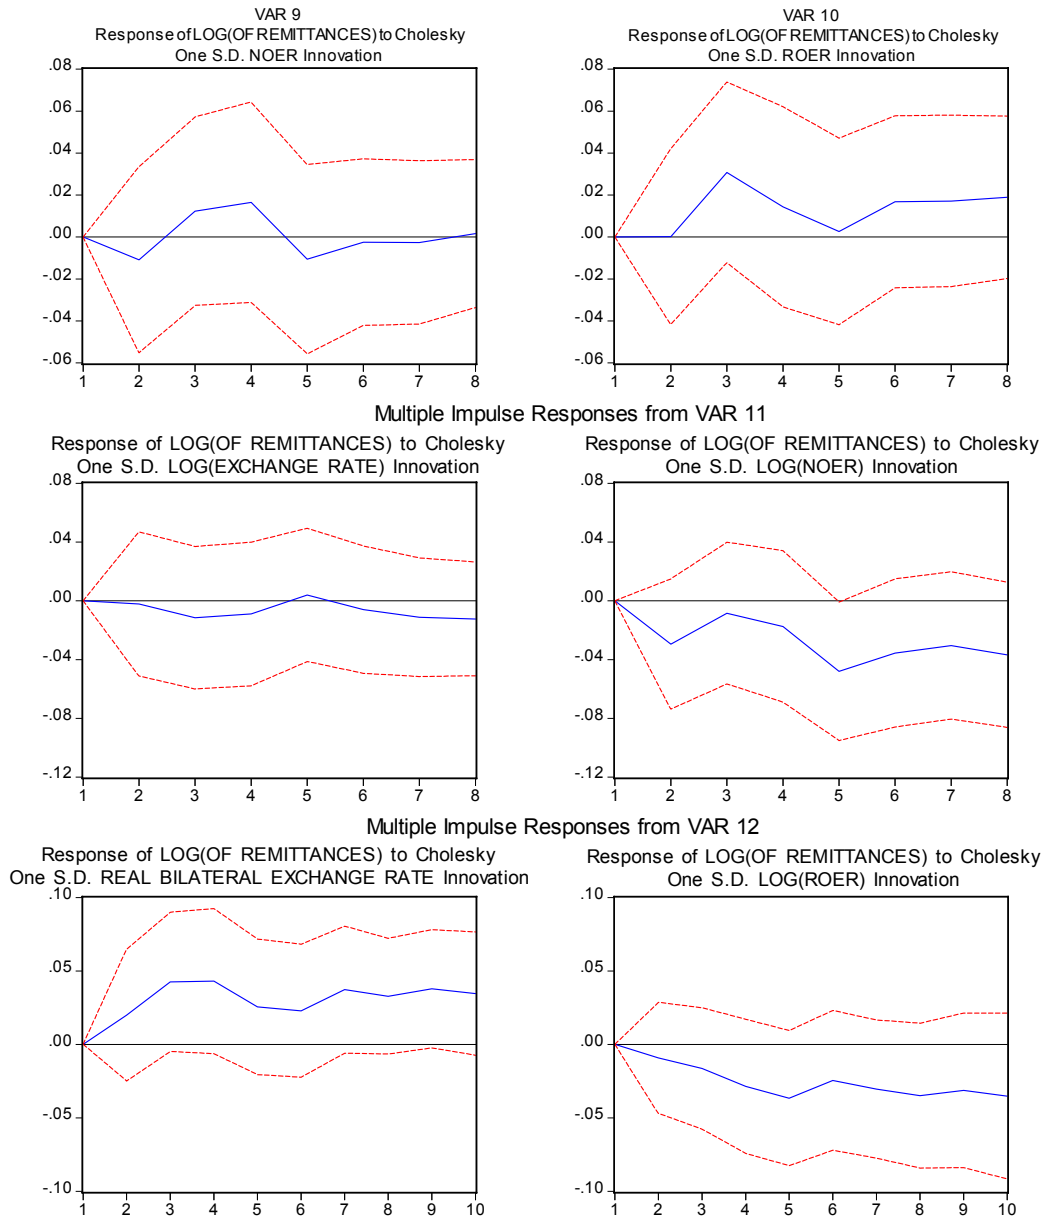 VAR 9
Response of LOG(OF REMITTANCES) to Cholesky
One S.D. NOER Innovation
.08
.06
.04
.02
.00
-.02
-.04
-.06
1 2 3 4 5 6 7 8
VAR 10
Response of LOG(OF REMITTANCES) to Cholesky
One S.D. ROER Innovation
.08
.06
.04
.02
.00
-.02
-.04
-.06
1 2 3 4 5 6 7 8
Multiple Impulse Responses from VAR 11
Response of LOG(OF REMITTANCES) to Cholesky
One S.D. LOG(EXCHANGE RATE) Innovation
.08
.04
.00
-.04
-.08
-.12
1 2 3 4 5 6 7 8
Response of LOG(OF REMITTANCES) to Cholesky
One S.D. LOG(NOER) Innovation
.08
.04
.00
-.04
-.08
-.12
1 2 3 4 5 6 7 8
Multiple Impulse Responses from VAR 12
Response of LOG(OF REMITTANCES) to Cholesky
One S.D. REAL BILATERAL EXCHANGE RATE Innovation
.10
.05
.00
-.05
-.10
1 2 3 4 5 6 7 8 9 10
Response of LOG(OF REMITTANCES) to Cholesky
One S.D. LOG(ROER) Innovation
.10
.05
.00
-.05
-.10
1 2 3 4 5 6 7 8 9 10